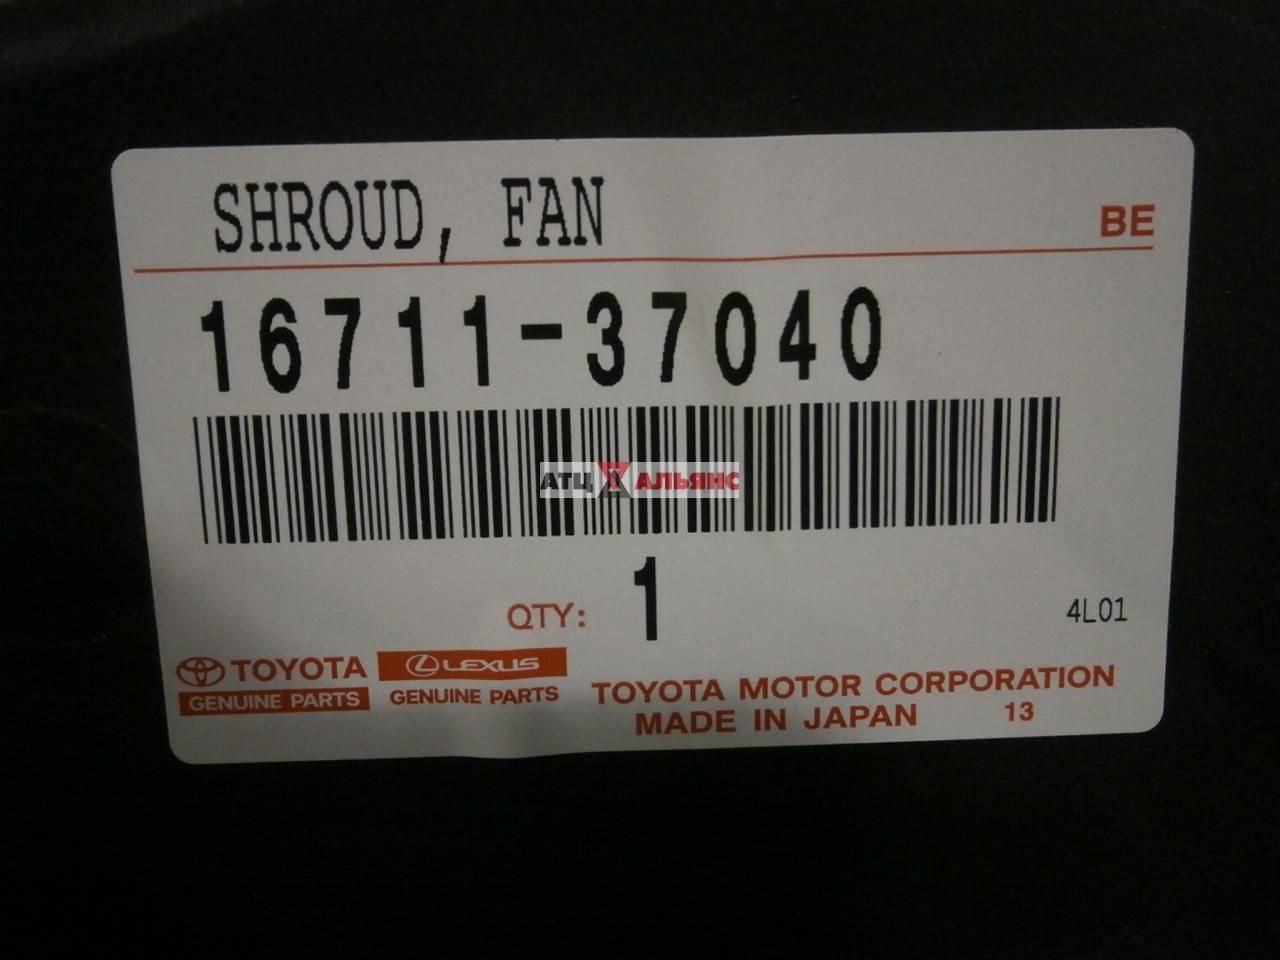 SHROUD, FAN
BE
16711-37040
АТЦ АЛЬЯНС
QTY: 1
4L01
TOYOTA
GENUINE PARTS
LEXUS
GENUINE PARTS
TOYOTA MOTOR CORPORATION
MADE IN JAPAN 13